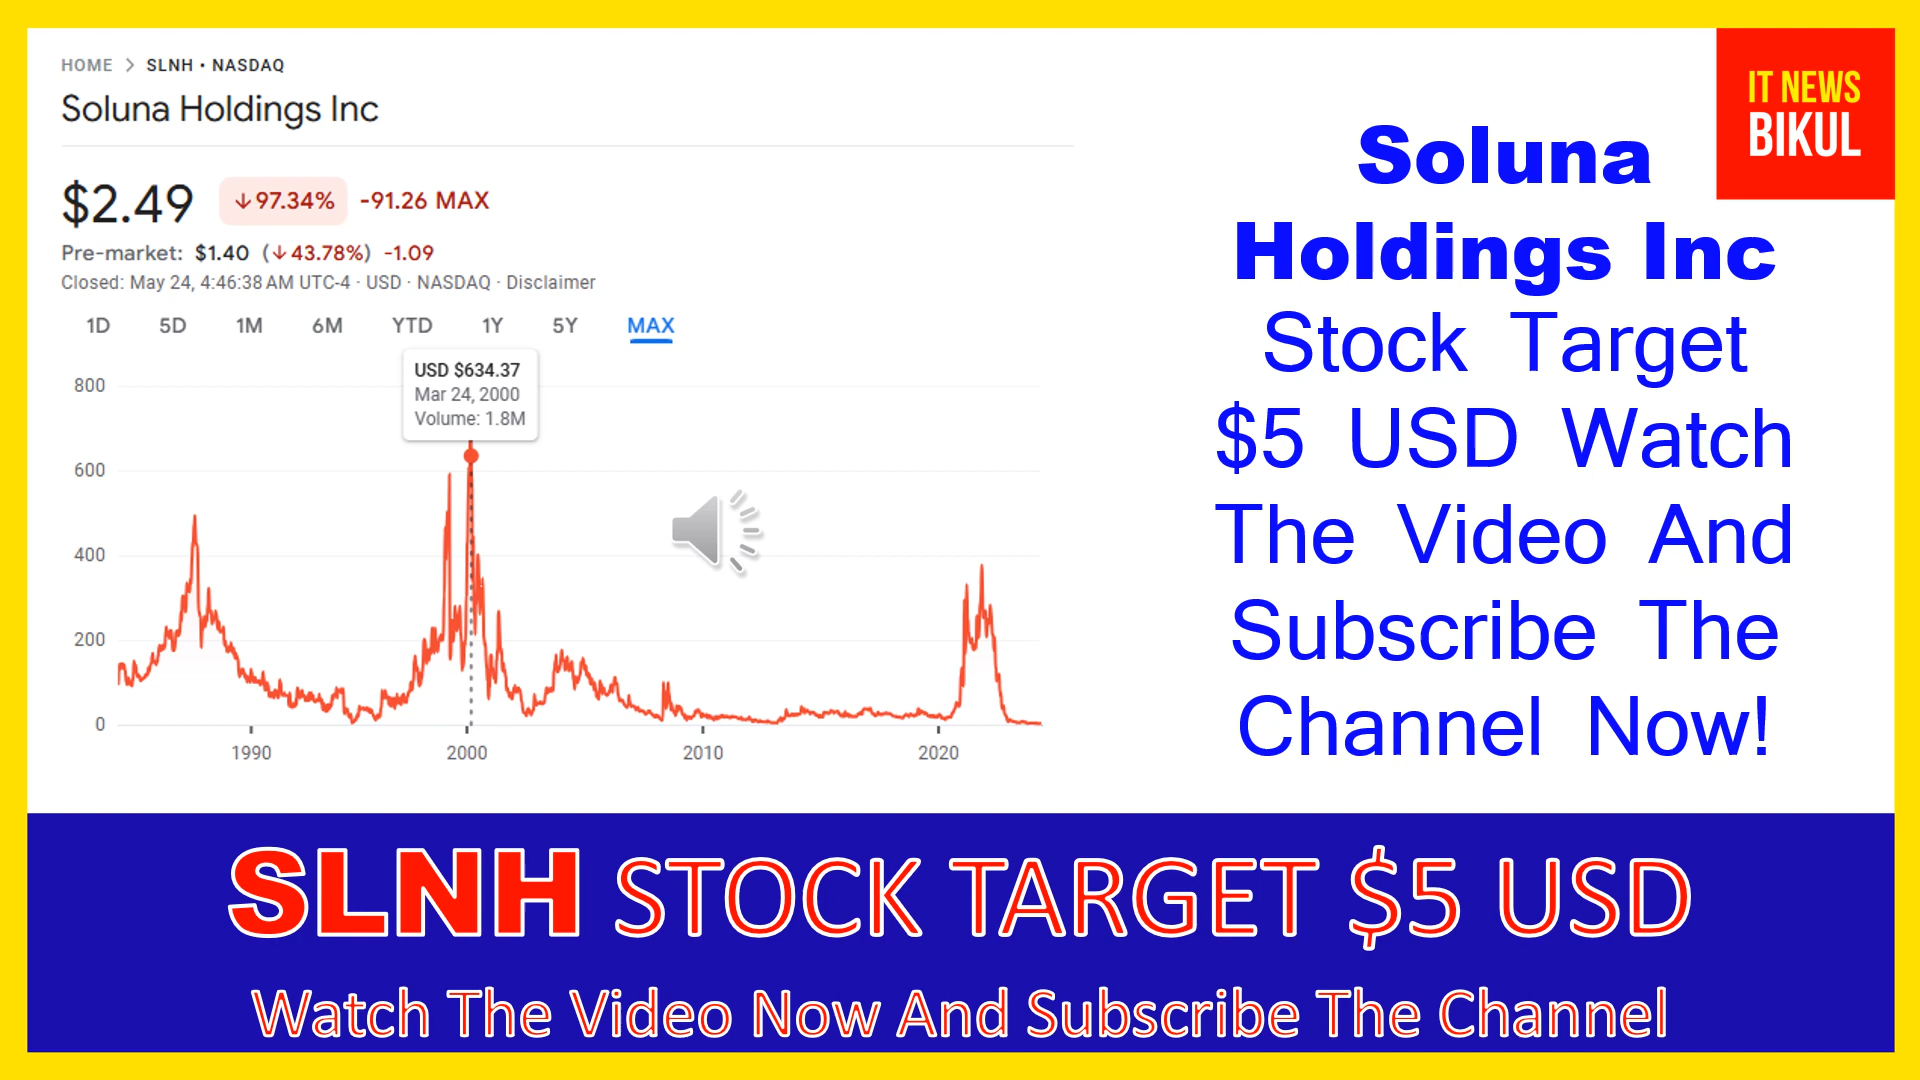 HOME > SLNH • NASDAQ
Soluna Holdings Inc
$2.49 ↓97.34% -91.26 MAX
Pre-market: $1.40 (↓43.78%) -1.09
Closed: May 24, 4:46:38 AM UTC-4 · USD · NASDAQ · Disclaimer
1D 5D 1M 6M YTD 1Y 5Y MAX
USD $634.37
Mar 24, 2000
Volume: 1.8M
800
600
400
200
0
1990 2000 2010 2020
IT NEWS
BIKUL
Soluna
Holdings Inc
Stock Target
$5 USD Watch
The Video And
Subscribe The
Channel Now!
SLNH STOCK TARGET $5 USD
Watch The Video Now And Subscribe The Channel